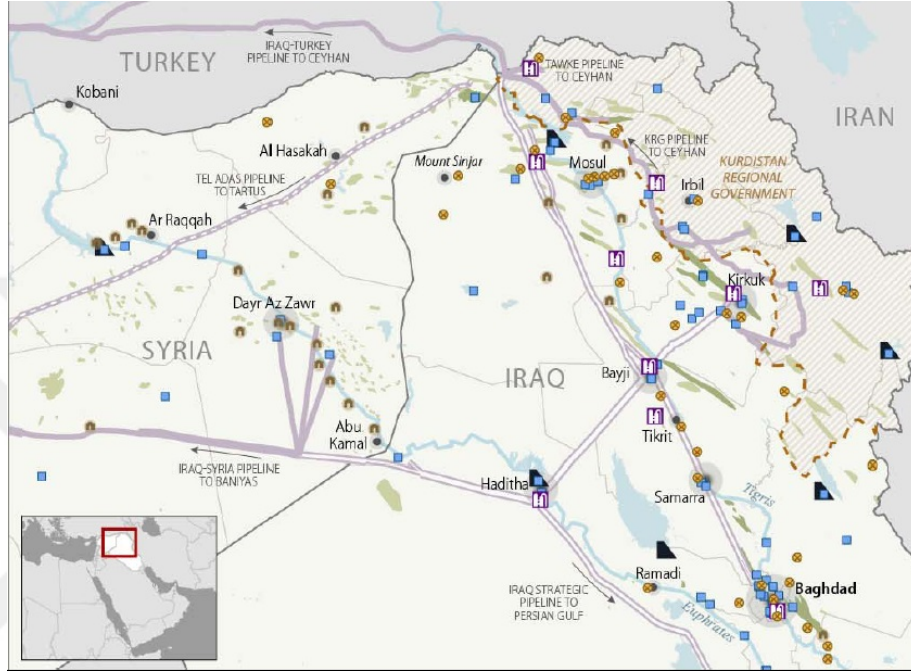 TURKEY
IRAQ-TURKEY
PIPELINE TO CEYHAN
TAWKE PIPELINE
TO CEYHAN
Kobani
IRAN
Al Hasakah
Mount Sinjar
Mosul
KRG PIPELINE
TO CEYHAN
KURDISTAN
REGIONAL
GOVERNMENT
Irbil
TEL ADAS PIPELINE
TO TARTUS
Ar Raqqah
Kirkuk
Dayr Az Zawr
SYRIA
IRAQ
Bayji
Abu
Kamal
Tikrit
IRAQ-SYRIA PIPELINE
TO BANIYAS
Haditha
Samarra
Tigris
Ramadi
Baghdad
IRAQ STRATEGIC
PIPELINE TO
PERSIAN GULF
Euphrates